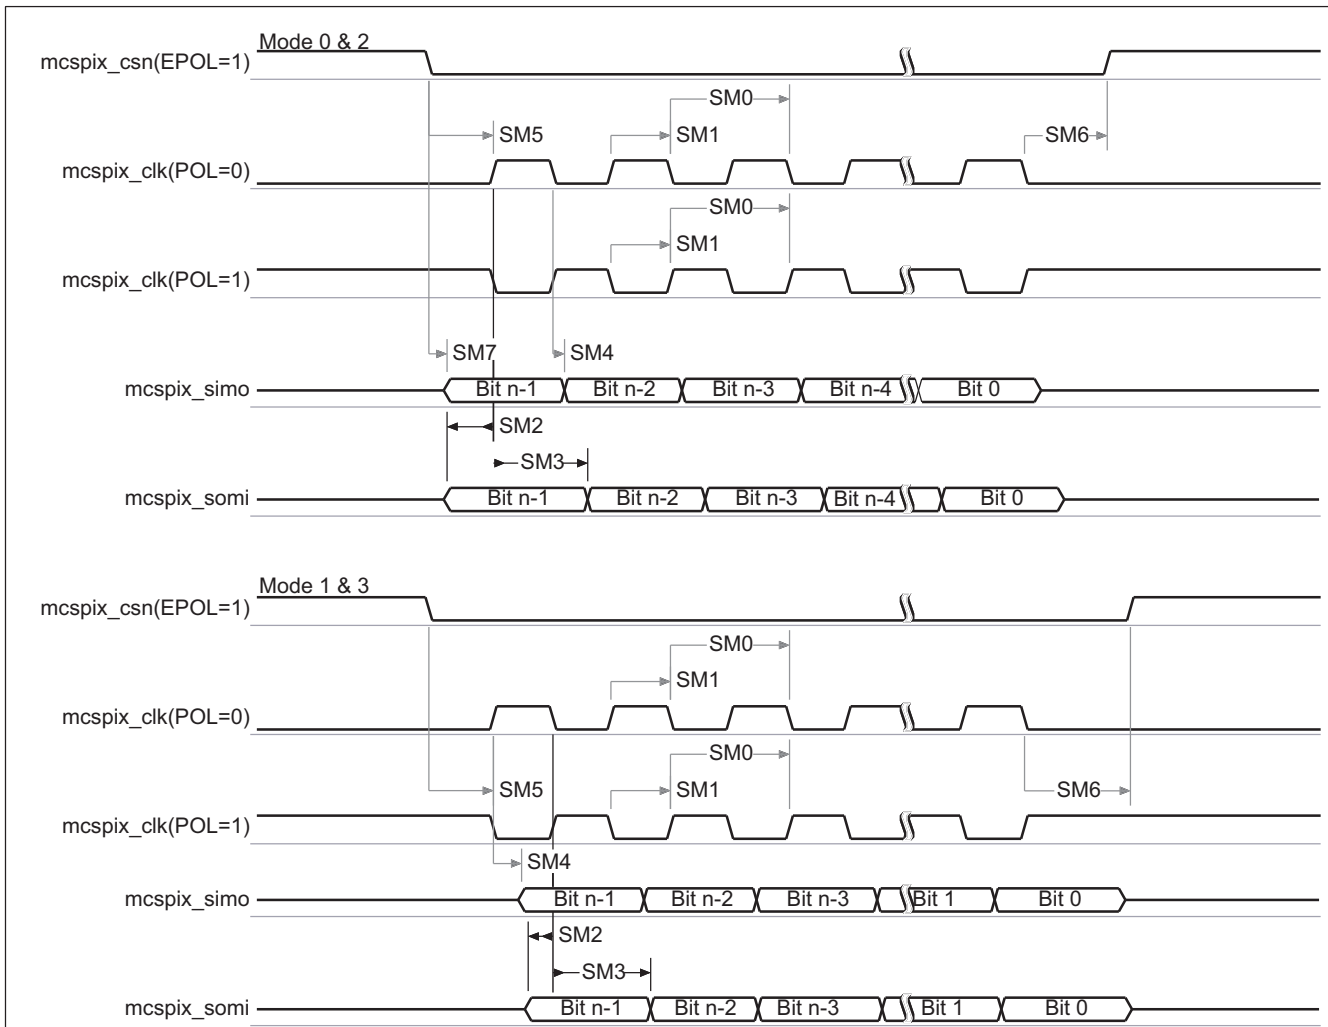 Mode 0 & 2
mcspix_csn(EPOL=1)
SM0
SM5
SM1
SM6
mcspix_clk(POL=0)
SM0
SM1
mcspix_clk(POL=1)
SM7
SM4
mcspix_simo
Bit n-1
Bit n-2
Bit n-3
Bit n-4
Bit 0
SM2
SM3
mcspix_somi
Bit n-1
Bit n-2
Bit n-3
Bit n-4
Bit 0
Mode 1 & 3
mcspix_csn(EPOL=1)
SM0
SM1
mcspix_clk(POL=0)
SM0
SM5
SM1
SM6
mcspix_clk(POL=1)
SM4
mcspix_simo
Bit n-1
Bit n-2
Bit n-3
Bit 1
Bit 0
SM2
SM3
mcspix_somi
Bit n-1
Bit n-2
Bit n-3
Bit 1
Bit 0